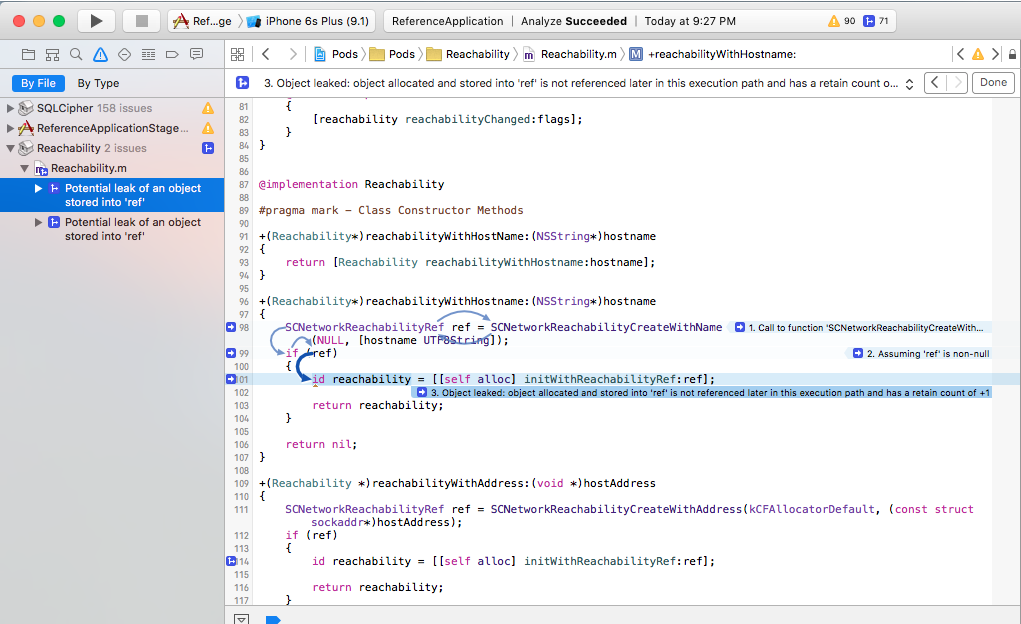 Ref...ge
iPhone 6s Plus (9.1)
ReferenceApplication | Analyze Succeeded | Today at 9:27 PM
90
71
Pods
Pods
Reachability
m
Reachability.m
M
+reachabilityWithHostname:
By File
By Type
3. Object leaked: object allocated and stored into 'ref' is not referenced later in this execution path and has a retain count o...
Done
SQLCipher 158 issues
ReferenceApplicationStage...
Reachability 2 issues
Reachability.m
Potential leak of an object
stored into 'ref'
Potential leak of an object
stored into 'ref'
81 {
82 [reachability reachabilityChanged:flags];
83 }
84 }
85
86
87 @implementation Reachability
88
89 #pragma mark - Class Constructor Methods
90
91 +(Reachability*)reachabilityWithHostName:(NSString*)hostname
92 {
93 return [Reachability reachabilityWithHostname:hostname];
94 }
95
96 +(Reachability*)reachabilityWithHostname:(NSString*)hostname
97 {
98 SCNetworkReachabilityRef ref = SCNetworkReachabilityCreateWithName
1. Call to function 'SCNetworkReachabilityCreateWith...
(NULL, [hostname UTF8String]);
99 if (ref)
2. Assuming 'ref' is non-null
100 {
101 id reachability = [[self alloc] initWithReachabilityRef:ref];
102
3. Object leaked: object allocated and stored into 'ref' is not referenced later in this execution path and has a retain count of +1
103 return reachability;
104 }
105
106 return nil;
107 }
108
109 +(Reachability *)reachabilityWithAddress:(void *)hostAddress
110 {
111 SCNetworkReachabilityRef ref = SCNetworkReachabilityCreateWithAddress(kCFAllocatorDefault, (const struct
sockaddr*)hostAddress);
112 if (ref)
113 {
114 id reachability = [[self alloc] initWithReachabilityRef:ref];
115
116 return reachability;
117 }